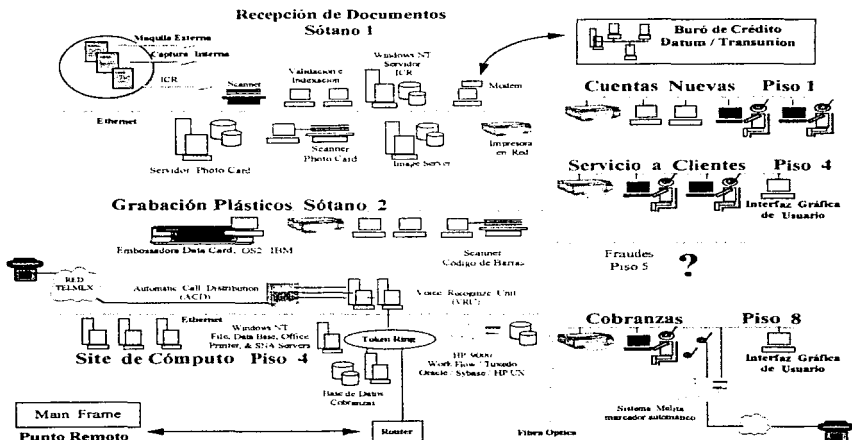 Recepción de Documentos
Sótano 1
Maquila Externa
Captura Interna
ICR
Scanner
Validacion e
Indexacion
Windows NT
Servidor
ICR
Modem
Buró de Crédito
Datum / Transunion
Cuentas Nuevas Piso 1
Ethernet
Servidor Photo Card
Scanner
Photo Card
Image Server
Impresora
en Red
Servicio a Clientes Piso 4
Interfaz Gráfica
de Usuario
Grabación Plásticos Sótano 2
Embossadora Data Card, OS2 IBM
Scanner
Codigo de Barras
Fraudes
Piso 5
?
RED
TELMEX
Automatic Call Distribution
(ACD)
Voice Recognize Unit
(VRU)
Cobranzas Piso 8
Interfaz Gráfica
de Usuario
Ethernet
Windows NT
File, Data Base, Office
Printer, & SNA Servers
Site de Cómputo Piso 4
Token Ring
HP 9000
Work Flow / Tuxedo
Oracle / Sybase / HP UX
Base de Datos
Cobranzas
Sistema Melita
marcador automático
Main Frame
Punto Remoto
Router
Fibra Optica